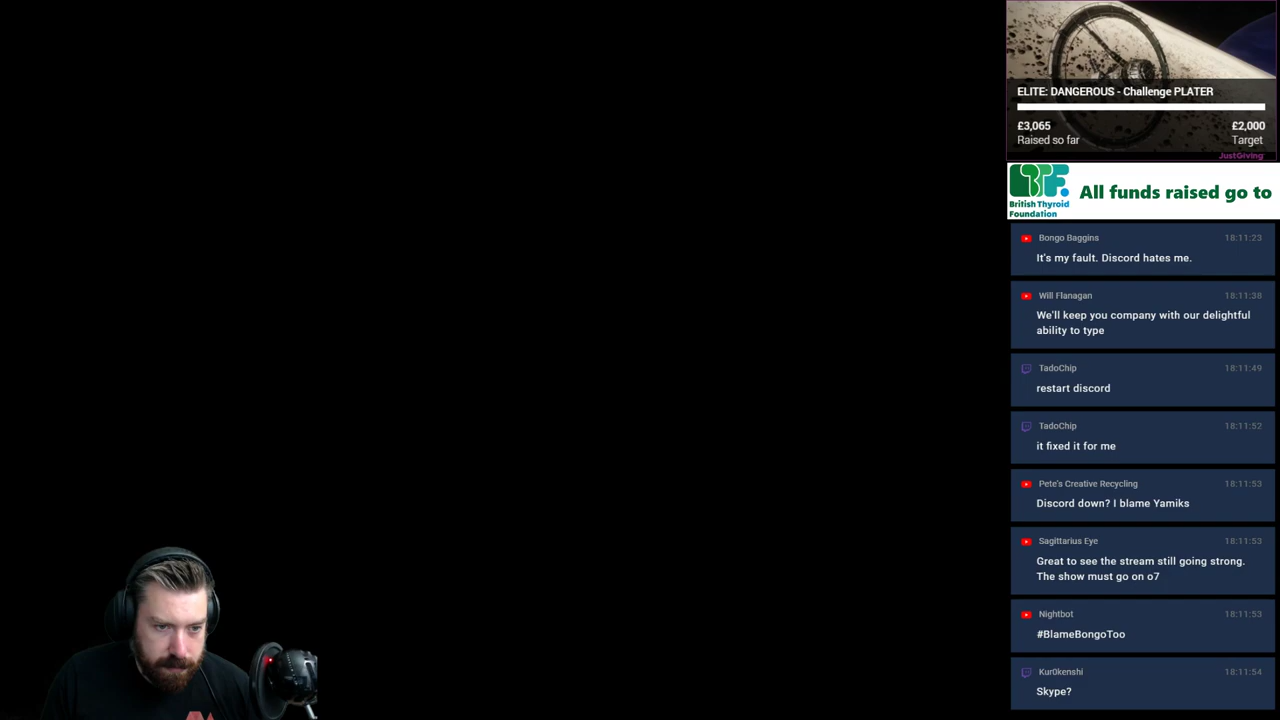 ELITE: DANGEROUS - Challenge PLATER
£3,065
£2,000
Raised so far
Target
JustGiving
BTF.
British Thyroid
Foundation
All funds raised go to
Bongo Baggins
18:11:23
It's my fault. Discord hates me.
Will Flanagan
18:11:38
We'll keep you company with our delightful
ability to type
TadoChip
18:11:49
restart discord
TadoChip
18:11:52
it fixed it for me
Pete's Creative Recycling
18:11:53
Discord down? I blame Yamiks
Sagittarius Eye
18:11:53
Great to see the stream still going strong.
The show must go on o7
Nightbot
18:11:53
#BlameBongoToo
Kur0kenshi
18:11:54
Skype?